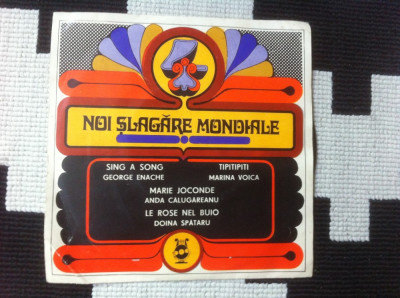 NOI ŞLAGĂRE MONDIALE
SING A SONG
GEORGE ENACHE
TIPITIPITI
MARINA VOICA
MARIE JOCONDE
ANDA CALUGAREANU
LE ROSE NEL BUIO
DOINA SPĂTARU